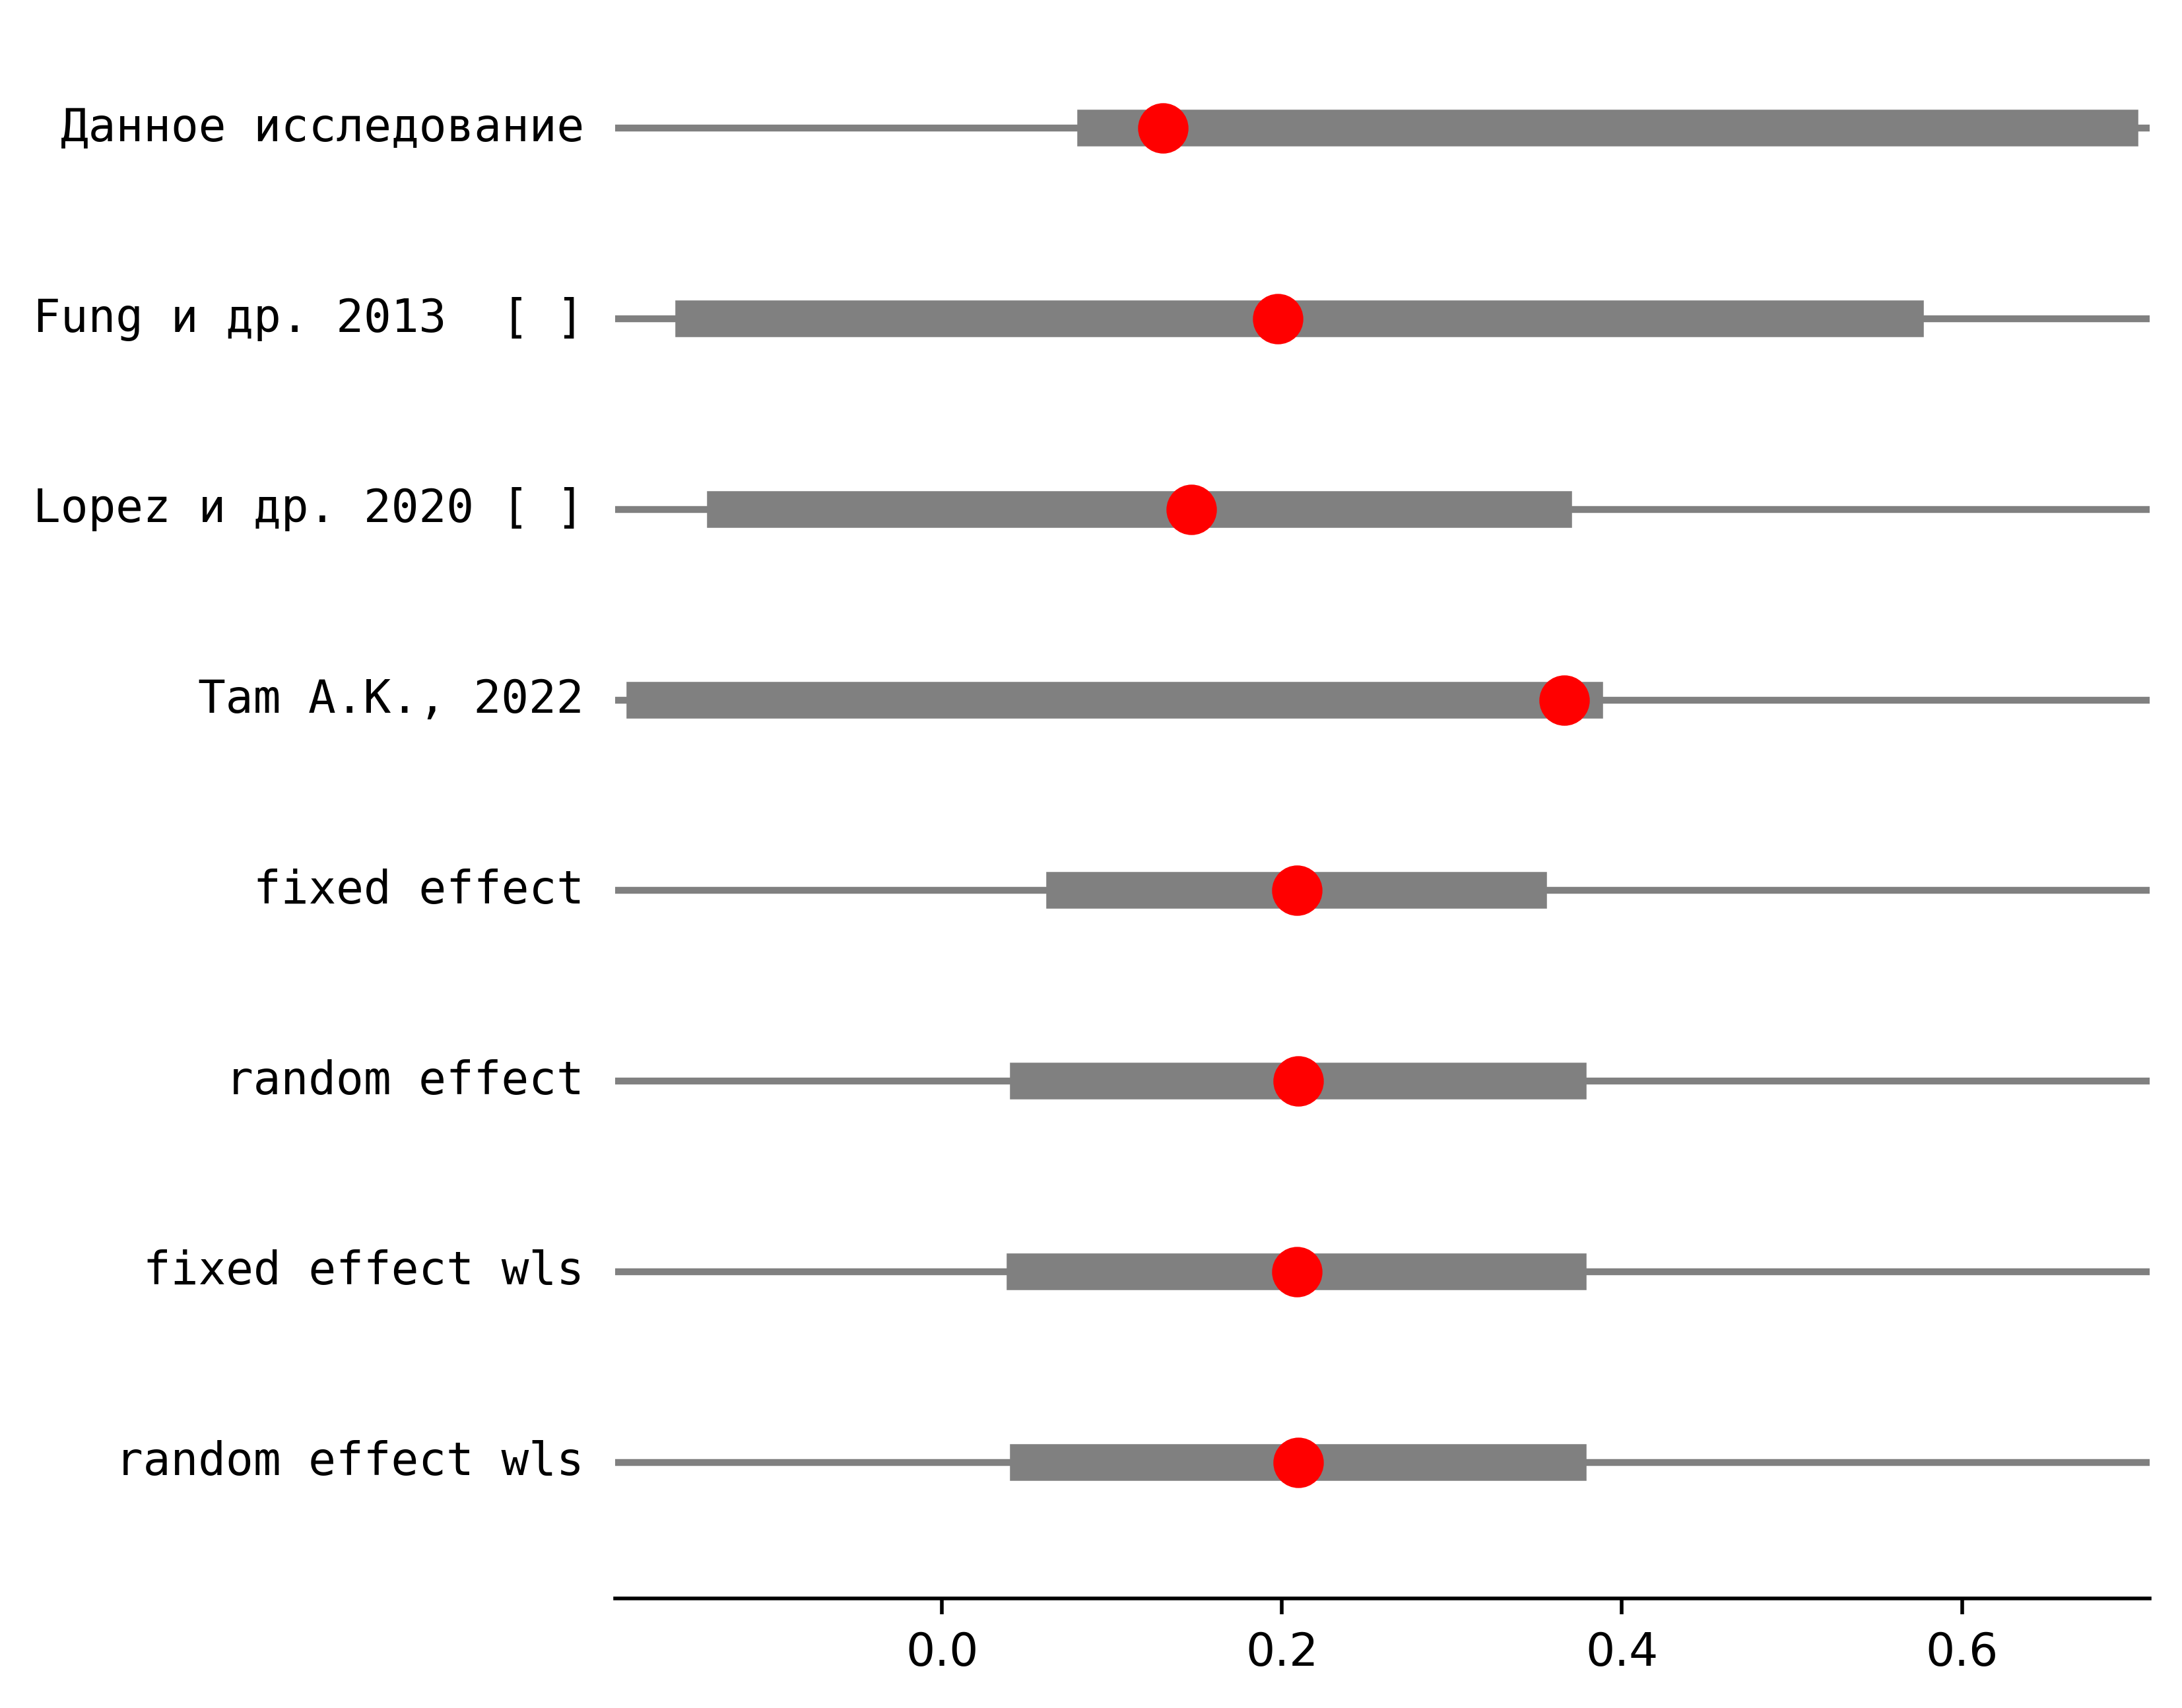 Данное исследование
Fung и др. 2013  [ ]
Lopez и др. 2020 [ ]
Tam A.K., 2022
fixed effect
random effect
fixed effect wls
random effect wls
0.0 0.2 0.4 0.6